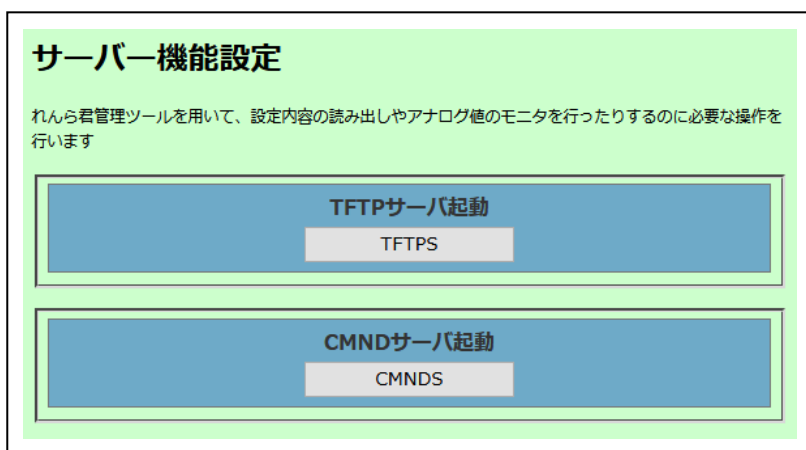 サーバー機能設定
れんら君管理ツールを用いて、設定内容の読み出しやアナログ値のモニタを行ったりするのに必要な操作を
行います
TFTPサーバ起動
TFTPS
CMNDサーバ起動
CMNDS